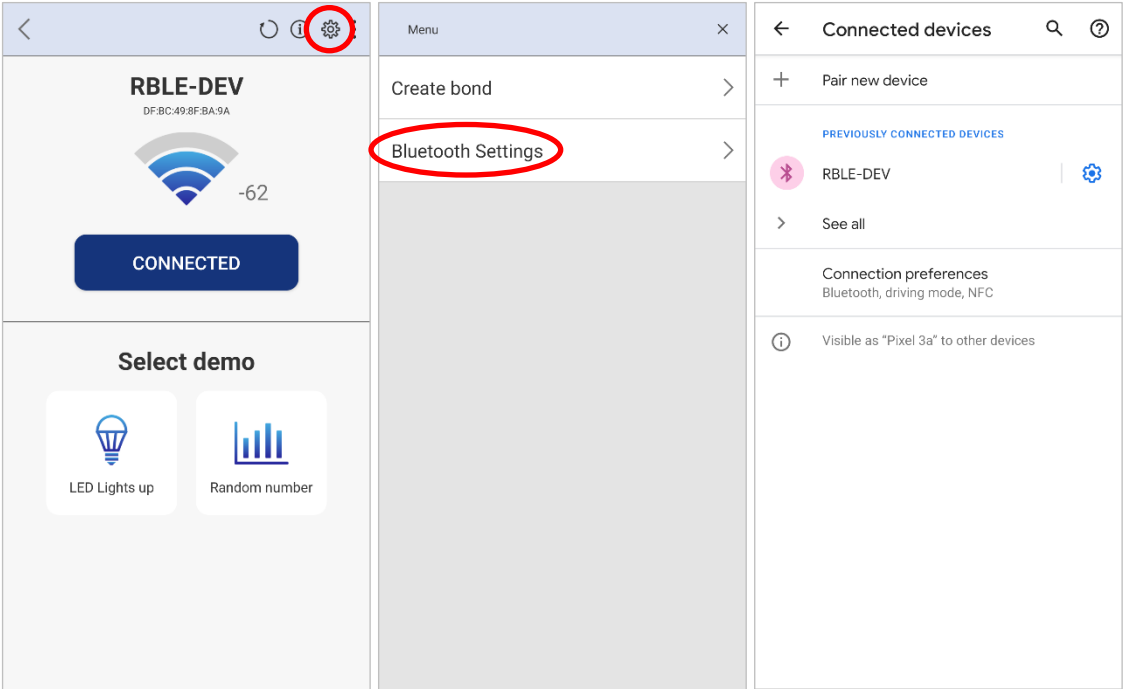 RBLE-DEV
DF:BC:49:8F:BA:9A
-62
CONNECTED
Select demo
LED Lights up
Random number
Menu
Create bond
Bluetooth Settings
Connected devices
Pair new device
PREVIOUSLY CONNECTED DEVICES
RBLE-DEV
See all
Connection preferences
Bluetooth, driving mode, NFC
Visible as “Pixel 3a” to other devices